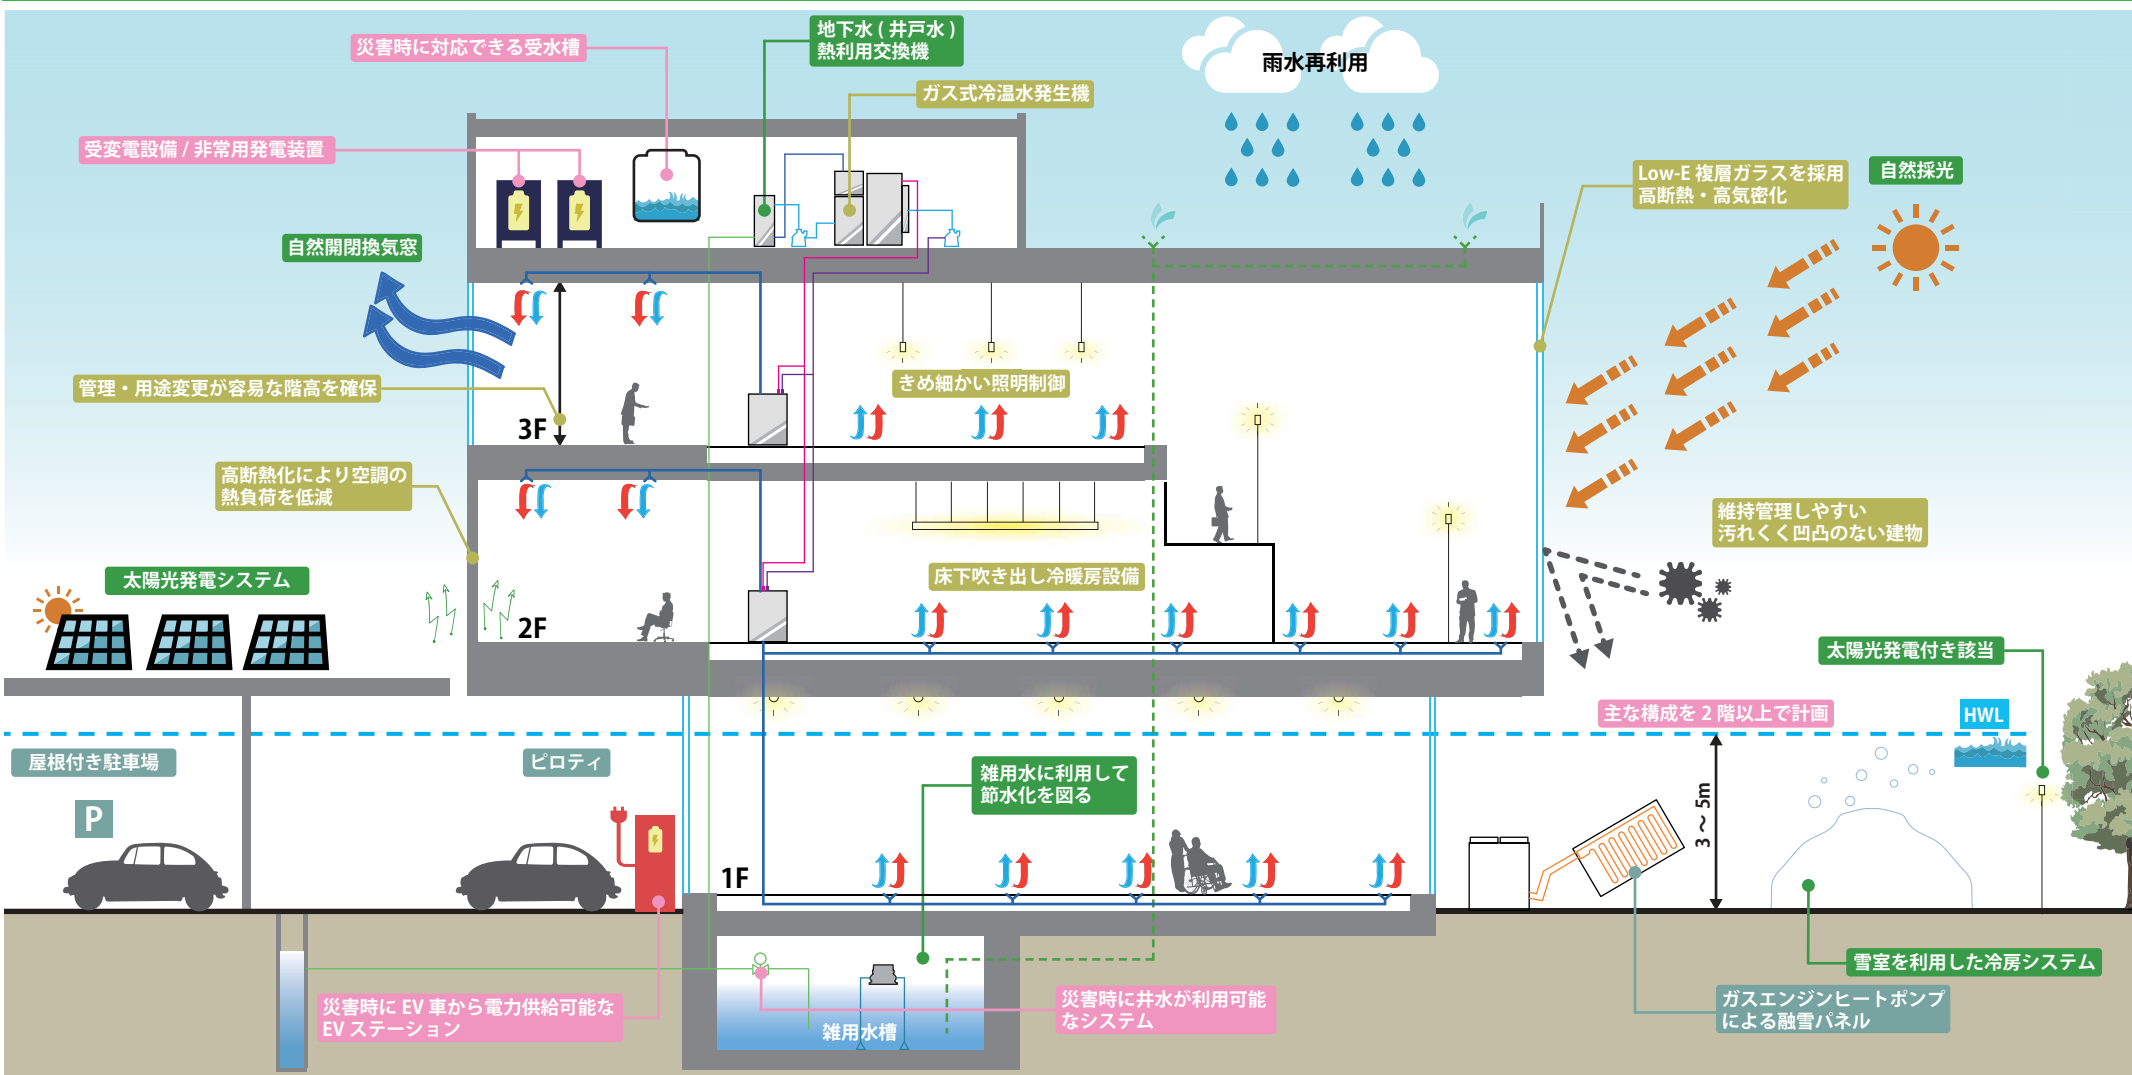 災害時に対応できる受水槽
地下水 ( 井戸水 )
熱利用交換機
雨水再利用
ガス式冷温水発生機
受変電設備 / 非常用発電装置
Low-E 複層ガラスを採用
高断熱・高気密化
自然採光
自然開閉換気窓
管理・用途変更が容易な階高を確保
きめ細かい照明制御
3F
高断熱化により空調の
熱負荷を低減
維持管理しやすい
汚れくく凹凸のない建物
太陽光発電システム
床下吹き出し冷暖房設備
2F
太陽光発電付き該当
主な構成を 2 階以上で計画
HWL
屋根付き駐車場
ピロティ
雑用水に利用して
節水化を図る
P
3 ～ 5m
1F
雪室を利用した冷房システム
災害時に EV 車から電力供給可能な
EV ステーション
雑用水槽
災害時に井水が利用可能
なシステム
ガスエンジンヒートポンプ
による融雪パネル